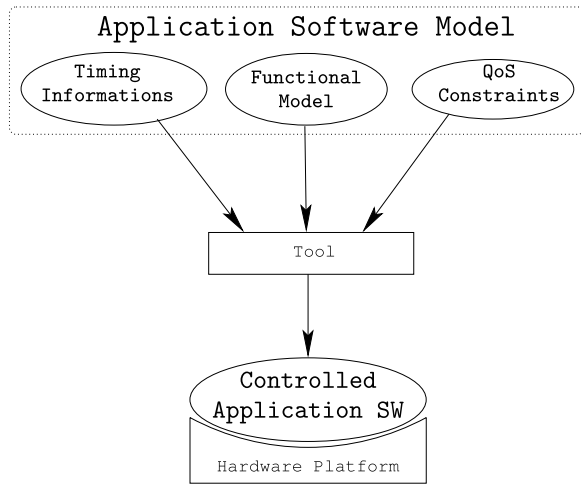 Application Software Model
Timing
Informations
Functional
Model
QoS
Constraints
Tool
Controlled
Application SW
Hardware Platform